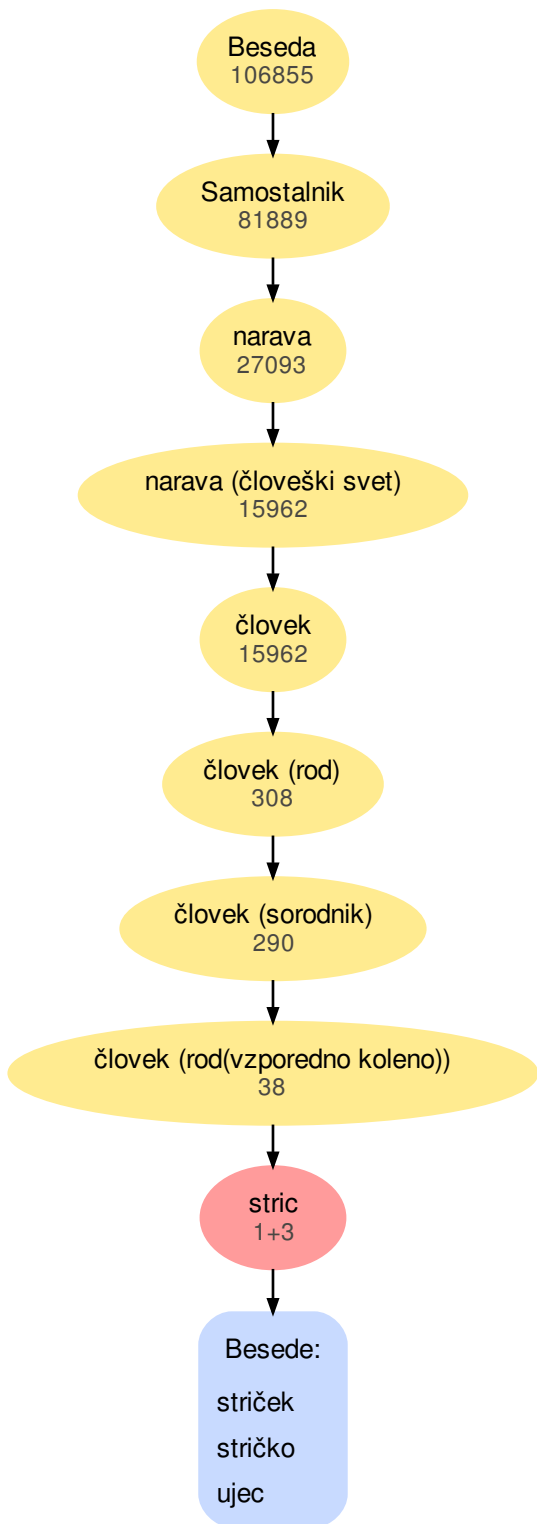 Beseda
106855
Samostalnik
81889
narava
27093
narava (človeški svet)
15962
človek
15962
človek (rod)
308
človek (sorodnik)
290
človek (rod(vzporedno koleno))
38
stric
1+3
Besede:
striček
stričko
ujec